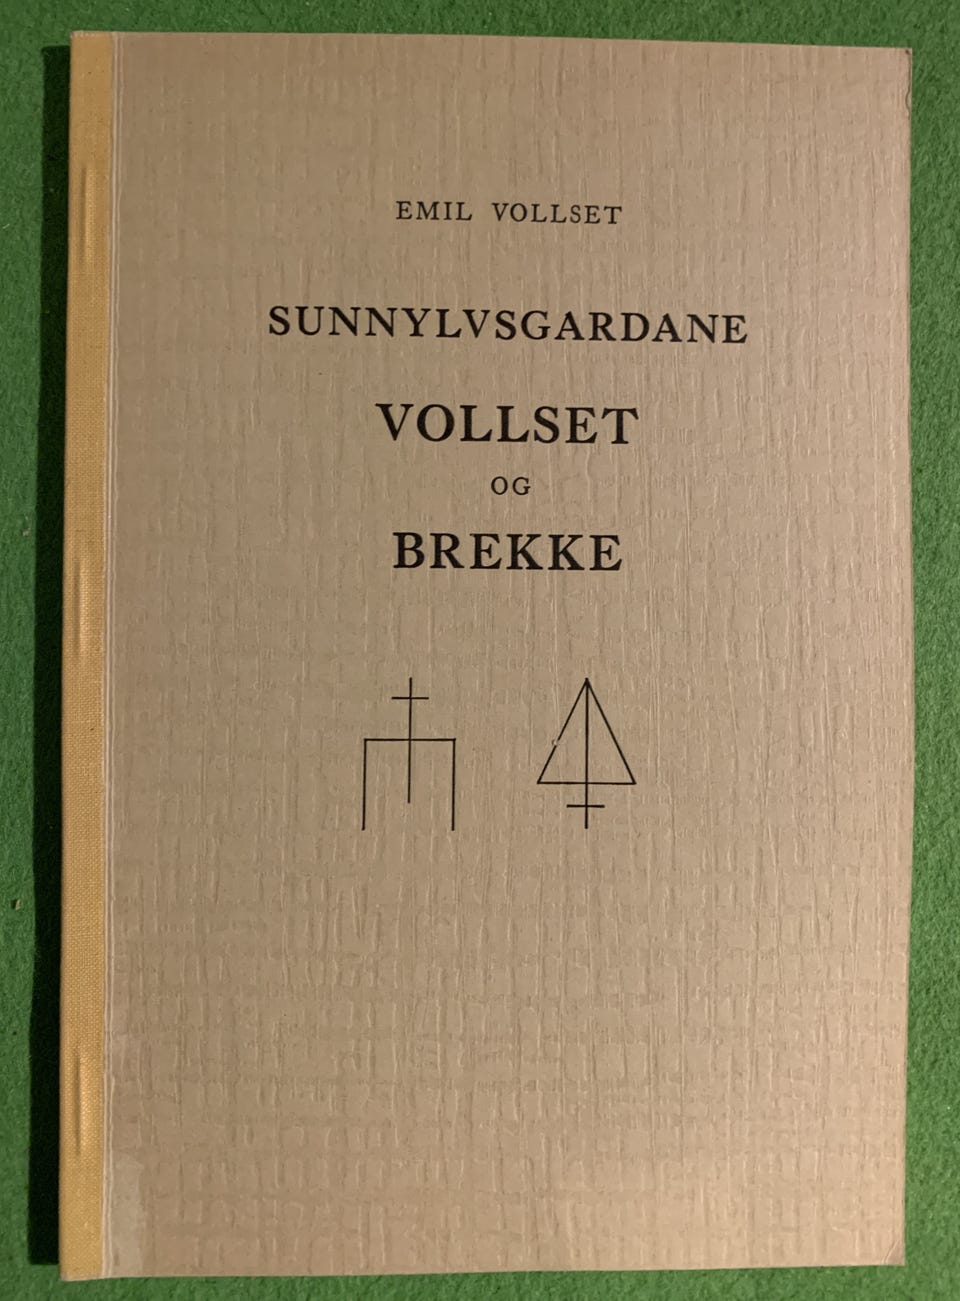 EMIL VOLLSET
SUNNYLVSGARDANE
VOLLSET
OG
BREKKE